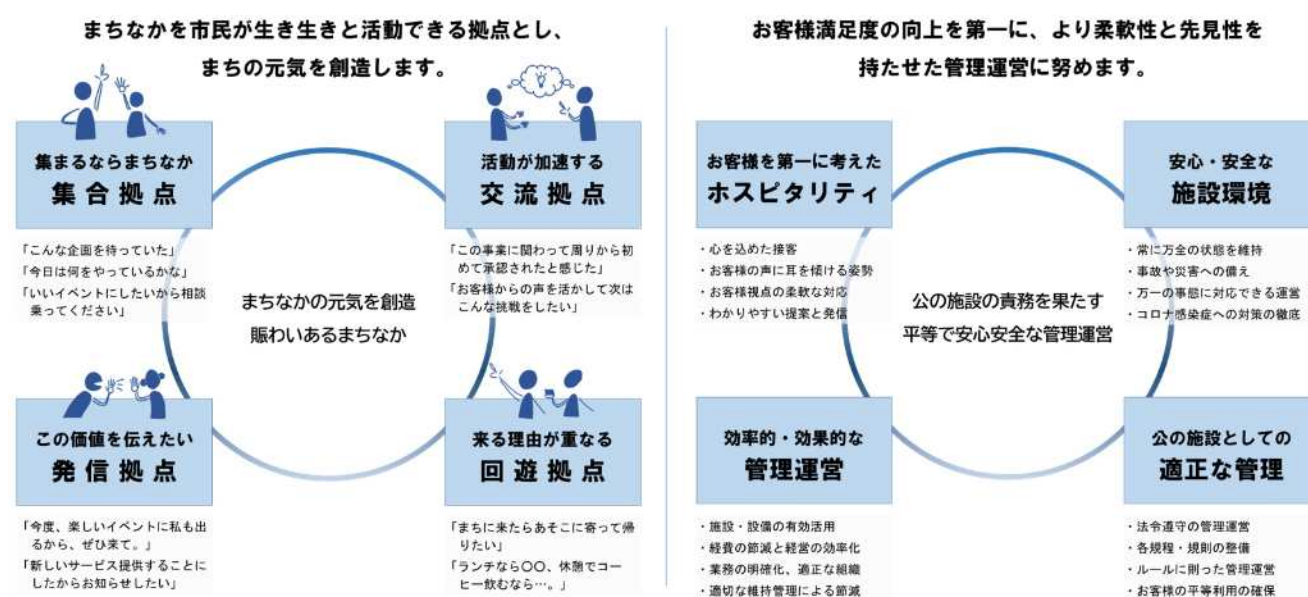 まちなかを市民が生き生きと活動できる拠点とし、
まちの元気を創造します。
集まるならまちなか
集合拠点
「こんな企画を待っていた」
「今日は何をやっているかな」
「いいイベントにしたいから相談
乗ってください」
活動が加速する
交流拠点
「この事業に関わって周りから初
めて承認されたと感じた」
「お客様からの声を活かして次は
こんな挑戦をしたい」
まちなかの元気を創造
賑わいあるまちなか
この価値を伝えたい
発信拠点
「今度、楽しいイベントに私も出
るから、ぜひ来て。」
「新しいサービス提供することに
したからお知らせしたい」
来る理由が重なる
回遊拠点
「まちに来たらあそこに寄って帰
りたい」
「ランチなら〇〇、休憩でコー
ヒー飲むなら…。」
お客様満足度の向上を第一に、より柔軟性と先見性を
持たせた管理運営に努めます。
お客様を第一に考えた
ホスピタリティ
・心を込めた接客
・お客様の声に耳を傾ける姿勢
・お客様視点の柔軟な対応
・わかりやすい提案と発信
安心・安全な
施設環境
・常に万全の状態を維持
・事故や災害への備え
・万一の事態に対応できる運営
・コロナ感染症への対策の徹底
公の施設の責務を果たす
平等で安心安全な管理運営
効率的・効果的な
管理運営
・施設・設備の有効活用
・経費の節減と経営の効率化
・業務の明確化、適正な組織
・適切な維持管理による節減
公の施設としての
適正な管理
・法令遵守の管理運営
・各規程・規則の整備
・ルールに則った管理運営
・お客様の平等利用の確保